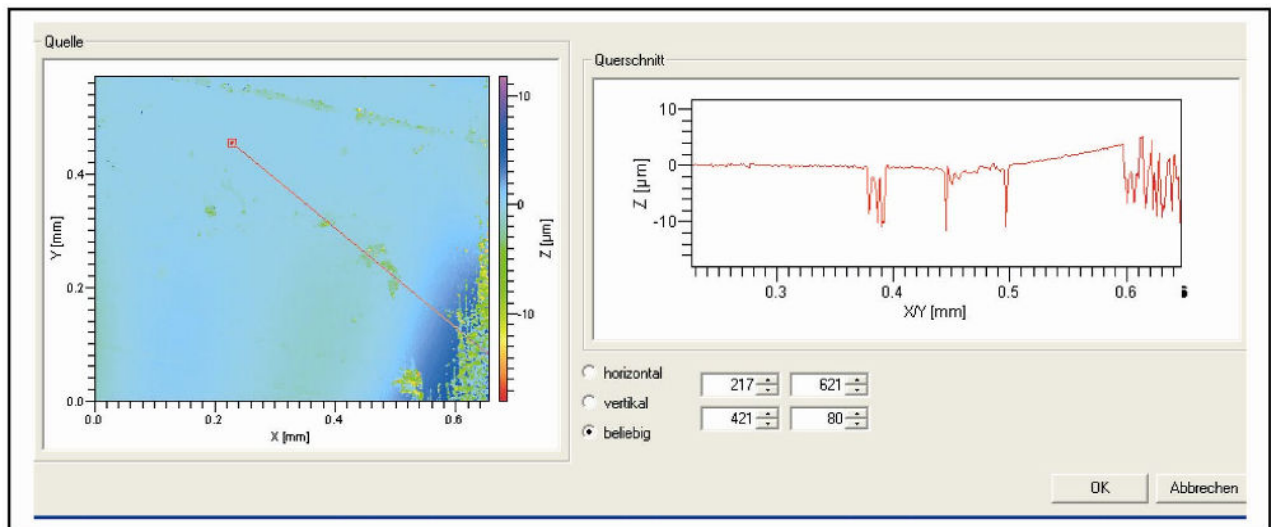 Quelle
Y [mm]
0.4
0.2
0.0
0.0 0.2 0.4 0.6
X [mm]
10
0
-10
Z [µm]
Querschnitt
Z [µm]
10
0
-10
0.3 0.4 0.5 0.6
X/Y [mm]
horizontal
vertikal
beliebig
217 621
421 80
OK Abbrechen